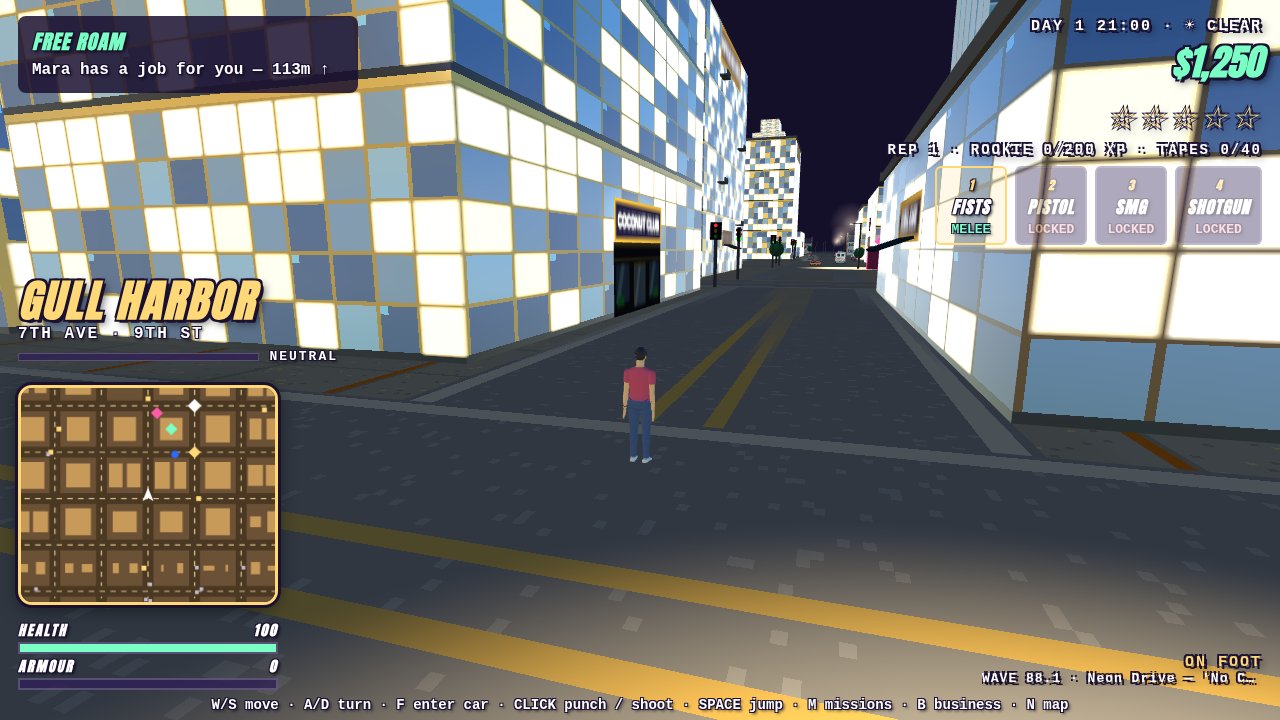 FREE ROAM
Mara has a job for you — 113m ↑
DAY 1 21:00 · ☀ CLEAR
$1,250
REP 1 · ROOKIE 0/200 XP · TAPES 0/40
1 FISTS MELEE
2 PISTOL LOCKED
3 SMG LOCKED
4 SHOTGUN LOCKED
COCONUT CLUB
GULL HARBOR
7TH AVE · 9TH ST
NEUTRAL
HEALTH 100
ARMOUR 0
ON FOOT
WAVE 88.1 · Neon Drive — 'No C…
W/S move · A/D turn · F enter car · CLICK punch / shoot · SPACE jump · M missions · B business · N map